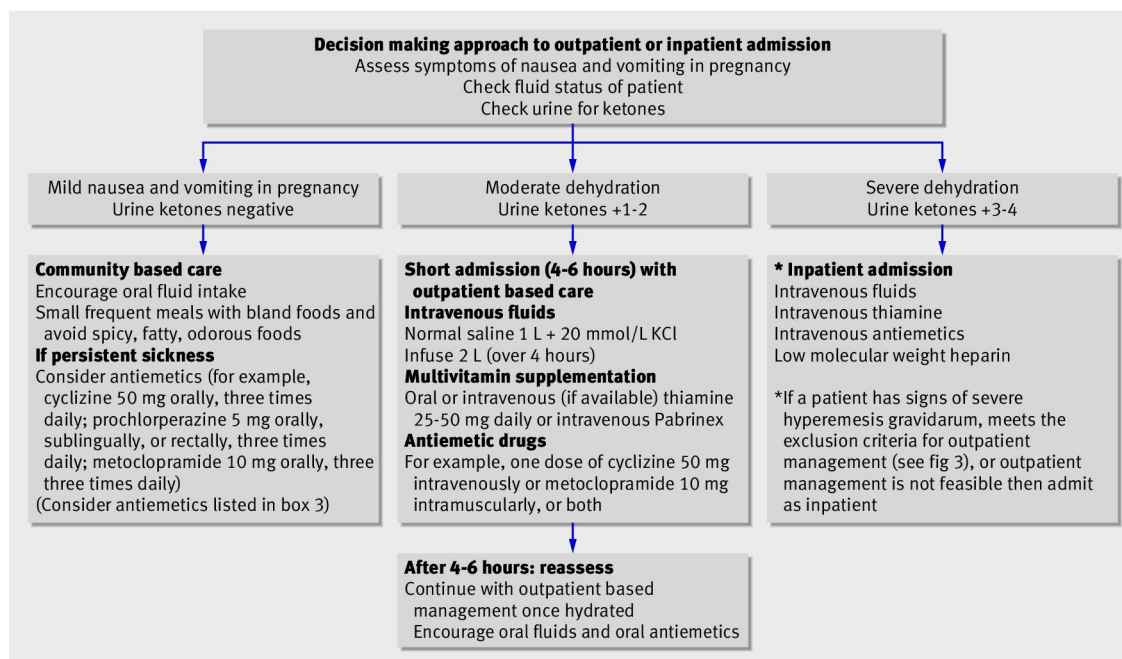 Decision making approach to outpatient or inpatient admission
Assess symptoms of nausea and vomiting in pregnancy
Check fluid status of patient
Check urine for ketones
Mild nausea and vomiting in pregnancy
Urine ketones negative
Community based care
Encourage oral fluid intake
Small frequent meals with bland foods and
avoid spicy, fatty, odorous foods
If persistent sickness
Consider antiemetics (for example,
cyclizine 50 mg orally, three times
daily; prochlorperazine 5 mg orally,
sublingually, or rectally, three times
daily; metoclopramide 10 mg orally, three
three times daily)
(Consider antiemetics listed in box 3)
Moderate dehydration
Urine ketones +1-2
Short admission (4-6 hours) with
outpatient based care
Intravenous fluids
Normal saline 1 L + 20 mmol/L KCl
Infuse 2 L (over 4 hours)
Multivitamin supplementation
Oral or intravenous (if available) thiamine
25-50 mg daily or intravenous Pabrinex
Antiemetic drugs
For example, one dose of cyclizine 50 mg
intravenously or metoclopramide 10 mg
intramuscularly, or both
After 4-6 hours: reassess
Continue with outpatient based
management once hydrated
Encourage oral fluids and oral antiemetics
Severe dehydration
Urine ketones +3-4
* Inpatient admission
Intravenous fluids
Intravenous thiamine
Intravenous antiemetics
Low molecular weight heparin
*If a patient has signs of severe
hyperemesis gravidarum, meets the
exclusion criteria for outpatient
management (see fig 3), or outpatient
management is not feasible then admit
as inpatient